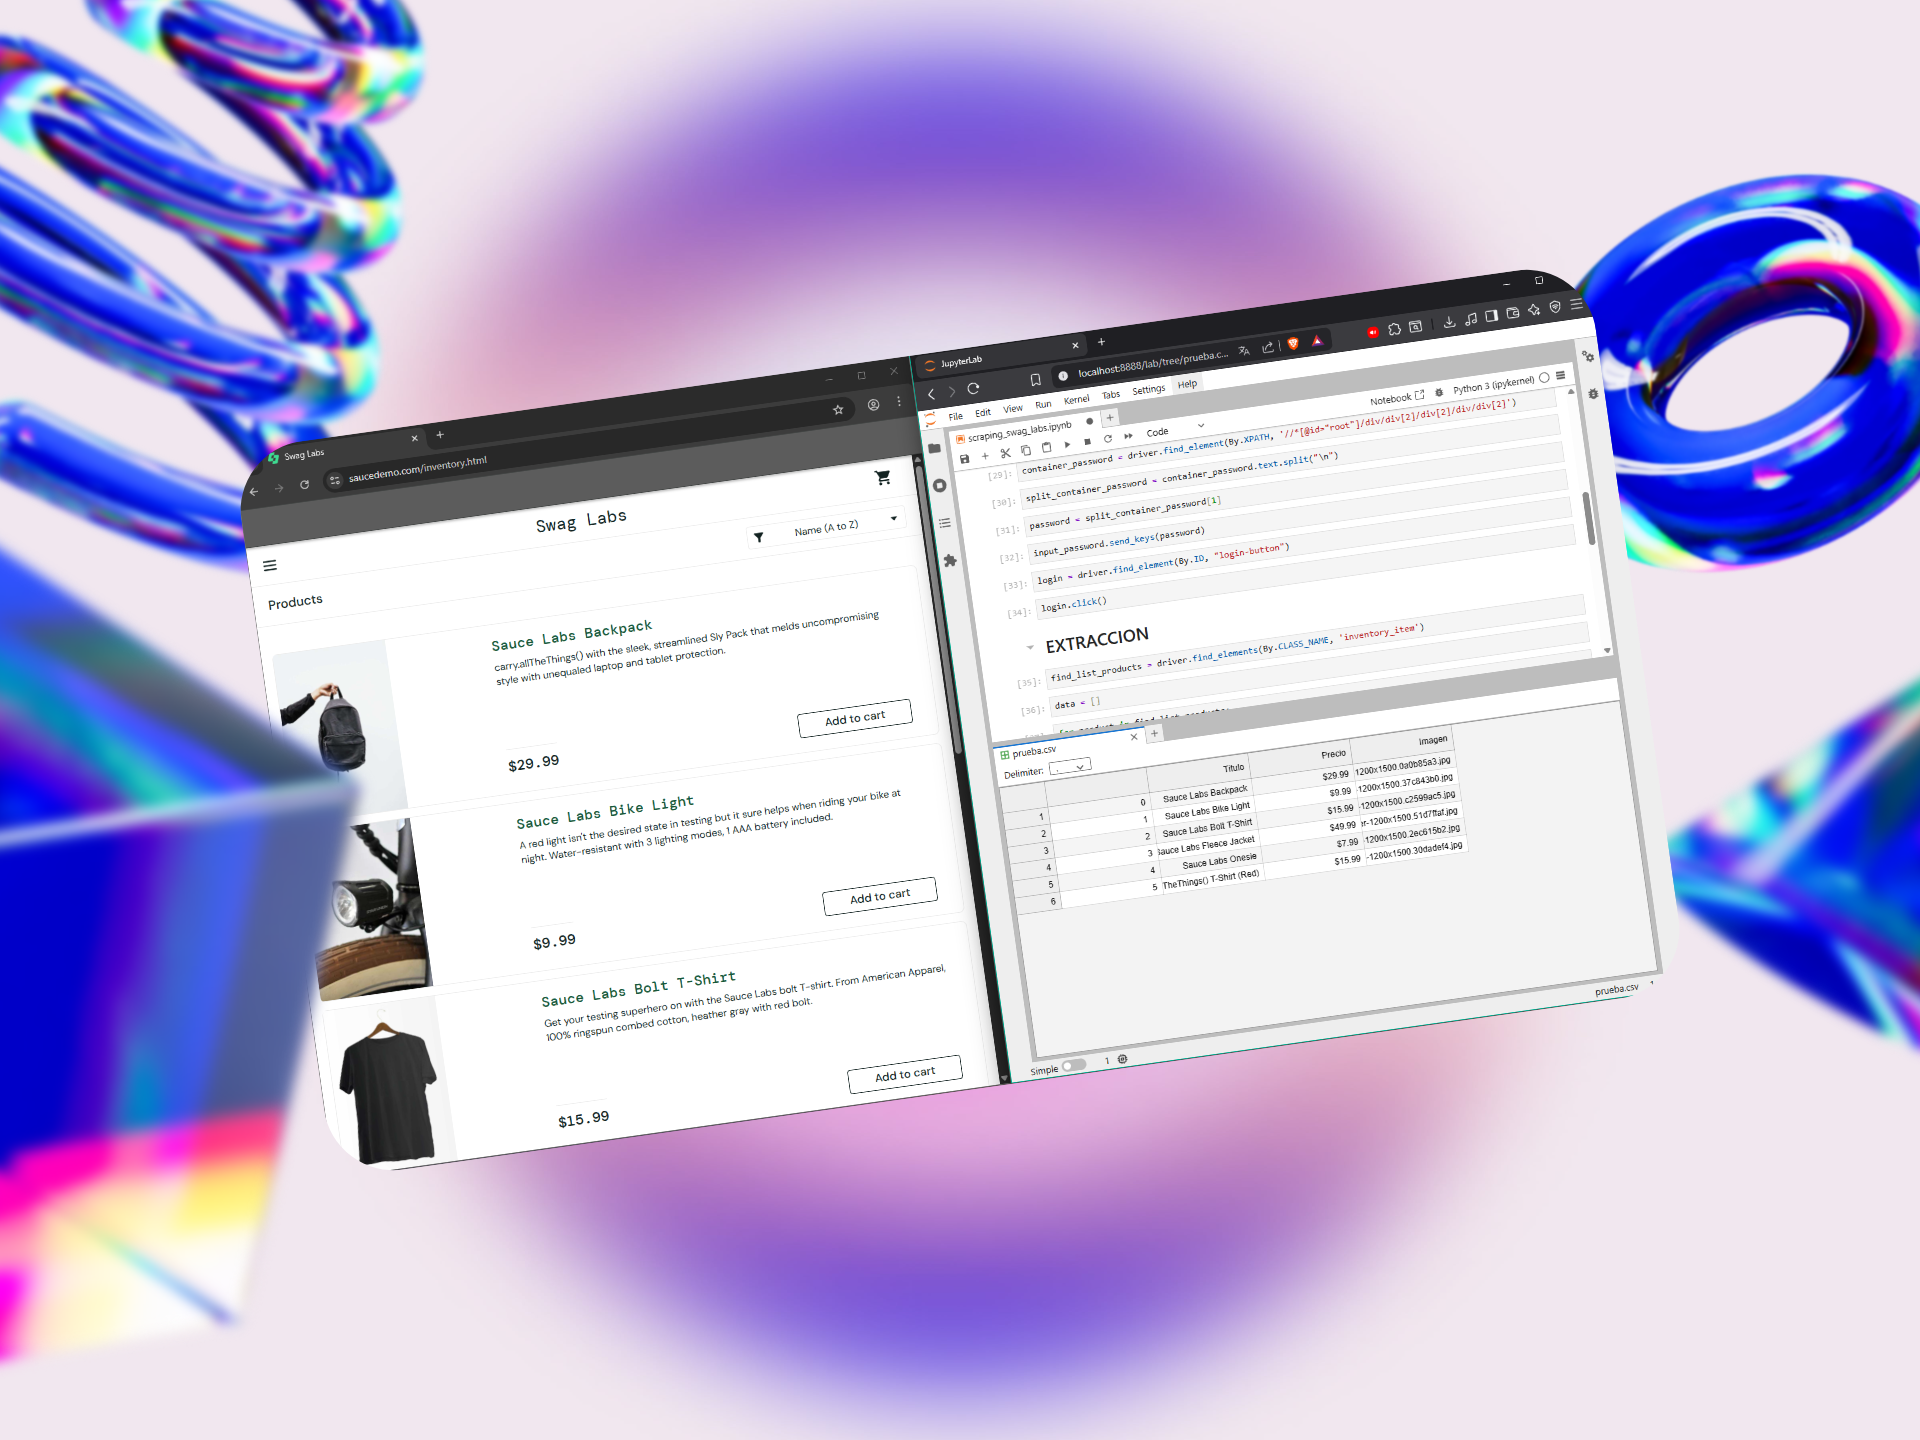 Swag Labs
saucedemo.com/inventory.html
Swag Labs
Name (A to Z)
Products
Sauce Labs Backpack
carry.allTheThings() with the sleek, streamlined Sly Pack that melds uncompromising
style with unequaled laptop and tablet protection.
Add to cart
$29.99
Sauce Labs Bike Light
A red light isn't the desired state in testing but it sure helps when riding your bike at
night. Water-resistant with 3 lighting modes, 1 AAA battery included.
Add to cart
$9.99
Sauce Labs Bolt T-Shirt
Get your testing superhero on with the Sauce Labs bolt T-shirt. From American Apparel,
100% ringspun combed cotton, heather gray with red bolt.
Add to cart
$15.99
JupyterLab
localhost:8888/lab/tree/prueba.c...
File Edit View Run Kernel Tabs Settings Help
scraping_swag_labs.ipynb
Code
Notebook
Python 3 (ipykernel)
[29]: container_password = driver.find_element(By.XPATH, '//*[@id="root"]/div/div[2]/div[2]/div/div[2]')
[30]: split_container_password = container_password.text.split("\n")
[31]: password = split_container_password[1]
[32]: input_password.send_keys(password)
[33]: login = driver.find_element(By.ID, "login-button")
[34]: login.click()
EXTRACCION
[35]: find_list_products = driver.find_elements(By.CLASS_NAME, 'inventory_item')
[36]: data = []
prueba.csv
Delimiter: ,
Titulo Precio Imagen
1 0 Sauce Labs Backpack $29.99 1200x1500.0a0b85a3.jpg
2 1 Sauce Labs Bike Light $9.99 1200x1500.37c843b0.jpg
3 2 Sauce Labs Bolt T-Shirt $15.99 -1200x1500.c2599ac5.jpg
4 3 Sauce Labs Fleece Jacket $49.99 er-1200x1500.51d7ffaf.jpg
5 4 Sauce Labs Onesie $7.99 -1200x1500.2ec615b2.jpg
6 5 TheThings() T-Shirt (Red) $15.99 -1200x1500.30dadef4.jpg
Simple 1
prueba.csv